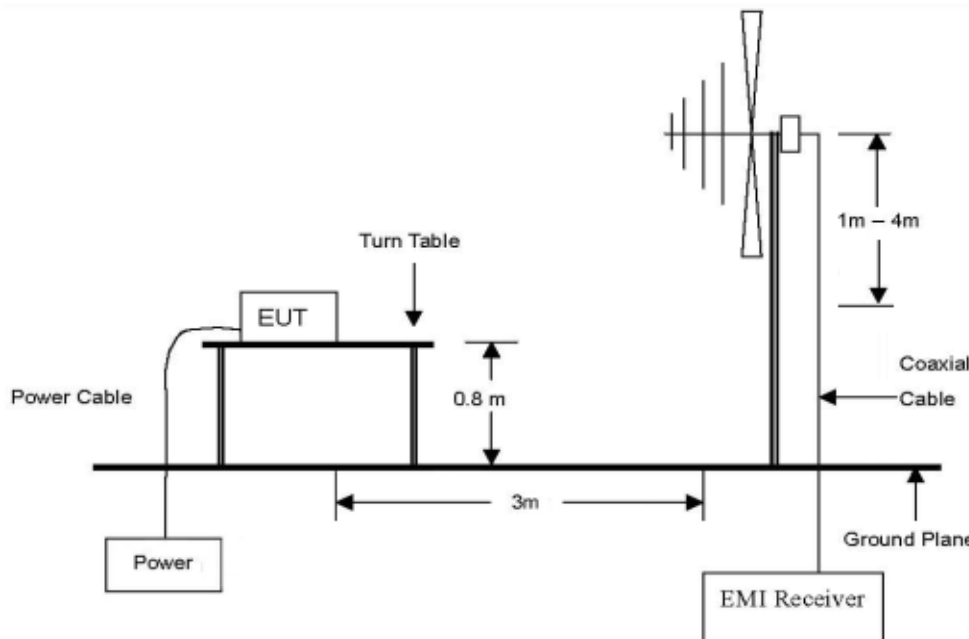 1m – 4m
Turn Table
EUT
Coaxial
Cable
Power Cable
0.8 m
3m
Ground Plane
Power
EMI Receiver